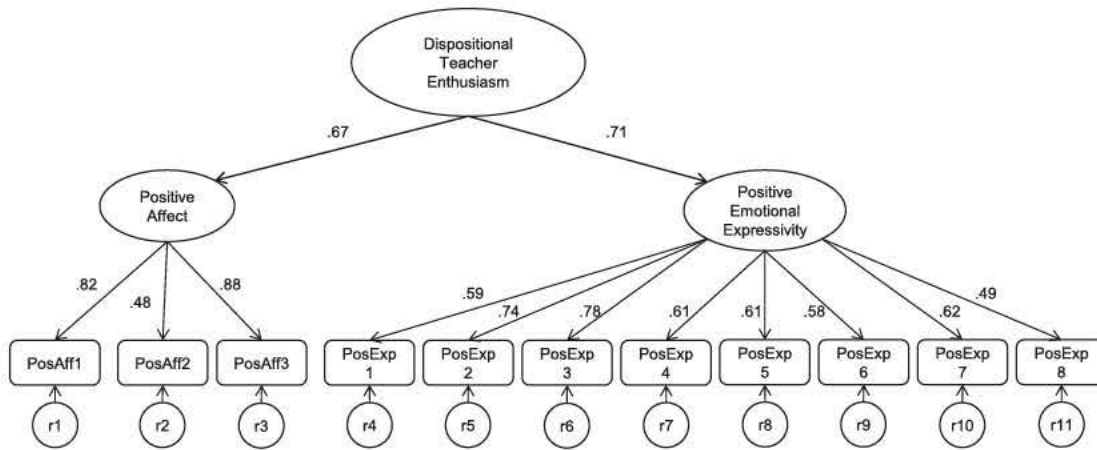 Dispositional
Teacher
Enthusiasm
.67
.71
Positive
Affect
Positive
Emotional
Expressivity
.82
.48
.88
.59
.74
.78
.61
.61
.58
.62
.49
PosAff1
PosAff2
PosAff3
PosExp
1
PosExp
2
PosExp
3
PosExp
4
PosExp
5
PosExp
6
PosExp
7
PosExp
8
r1
r2
r3
r4
r5
r6
r7
r8
r9
r10
r11